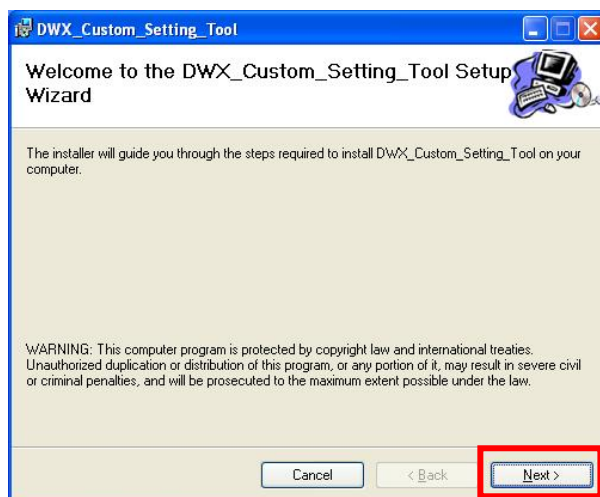 DWX_Custom_Setting_Tool
Welcome to the DWX_Custom_Setting_Tool Setup
Wizard
The installer will guide you through the steps required to install DWX_Custom_Setting_Tool on your
computer.
WARNING: This computer program is protected by copyright law and international treaties.
Unauthorized duplication or distribution of this program, or any portion of it, may result in severe civil
or criminal penalties, and will be prosecuted to the maximum extent possible under the law.
Cancel < Back Next >